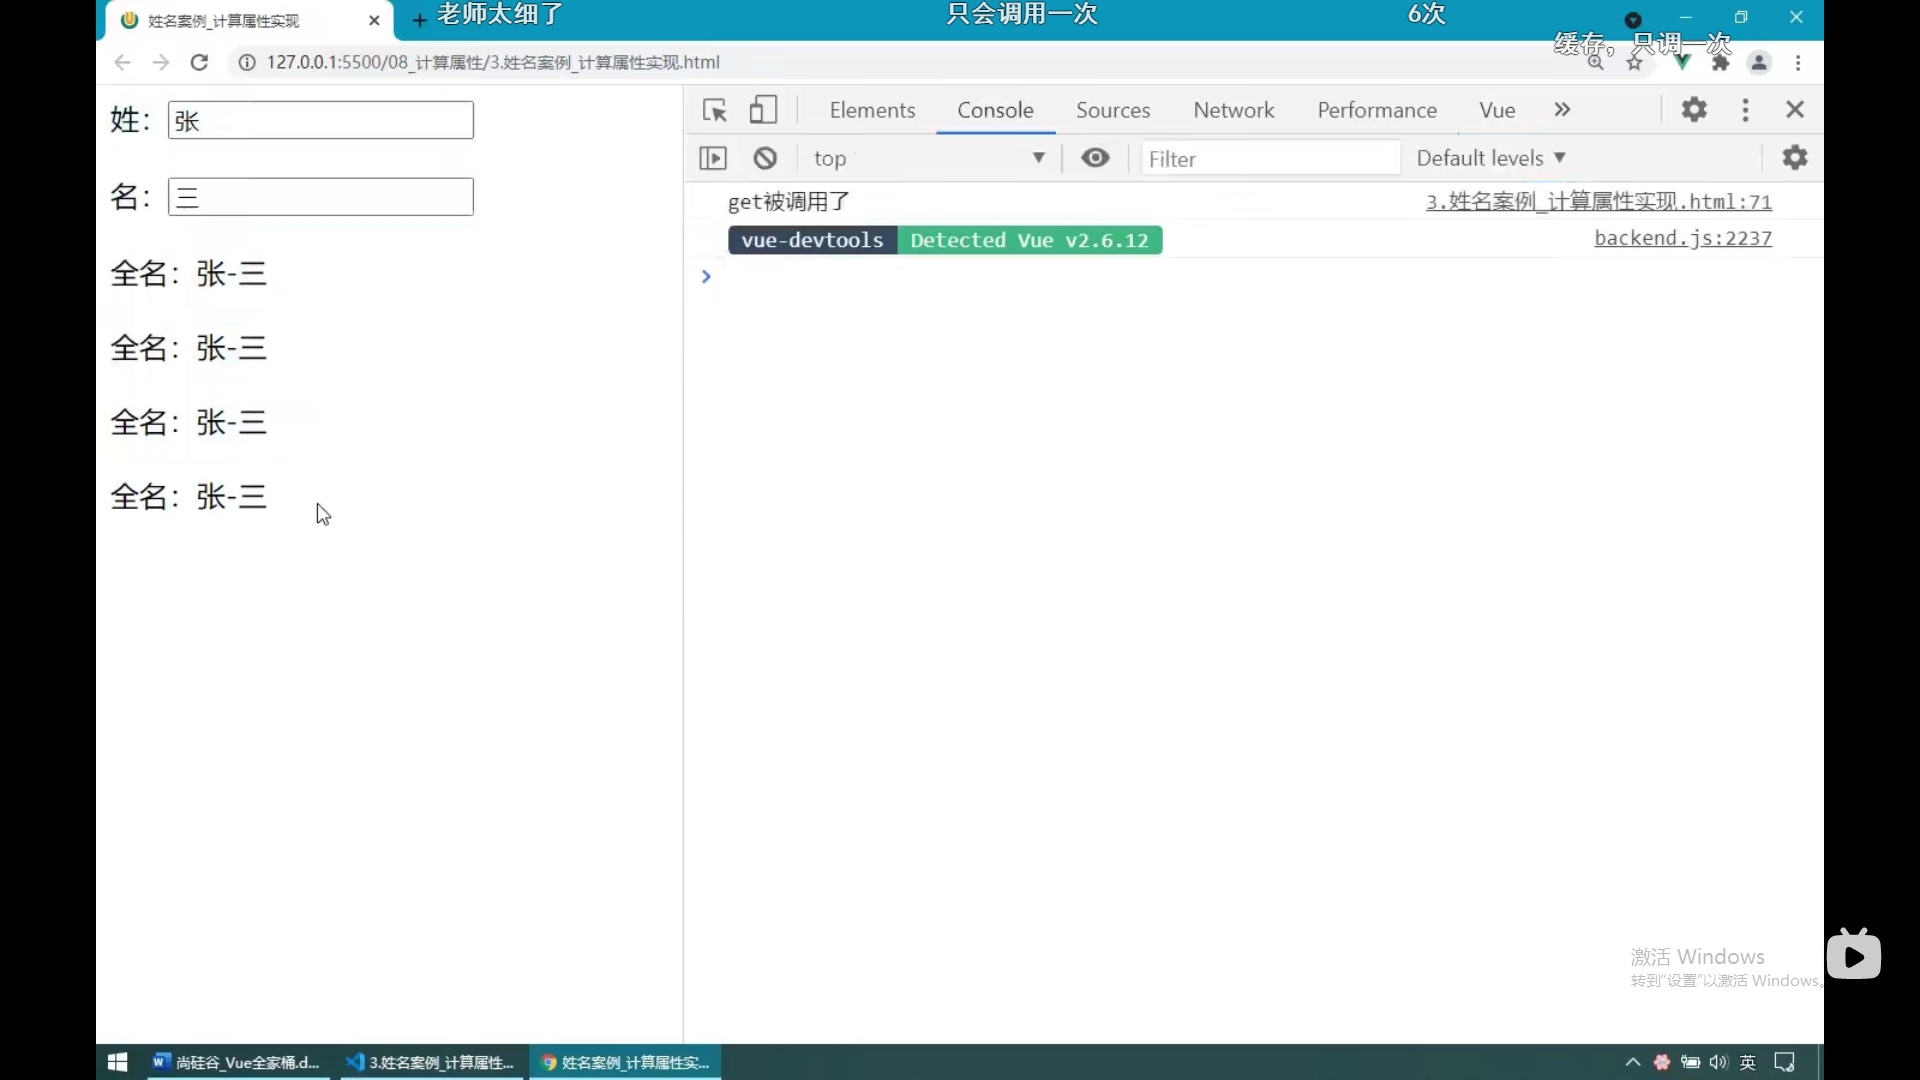 姓名案例_计算属性实现
老师太细了
只会调用一次
6次
缓存，只调一次
127.0.0.1:5500/08_计算属性/3.姓名案例_计算属性实现.html
姓：张
名：三
全名：张-三
全名：张-三
全名：张-三
全名：张-三
Elements Console Sources Network Performance Vue
top Filter Default levels
get被调用了 3.姓名案例_计算属性实现.html:71
vue-devtools Detected Vue v2.6.12 backend.js:2237
激活 Windows
转到"设置"以激活 Windows。
尚硅谷_Vue全家桶.d... 3.姓名案例_计算属性... 姓名案例_计算属性实... 英